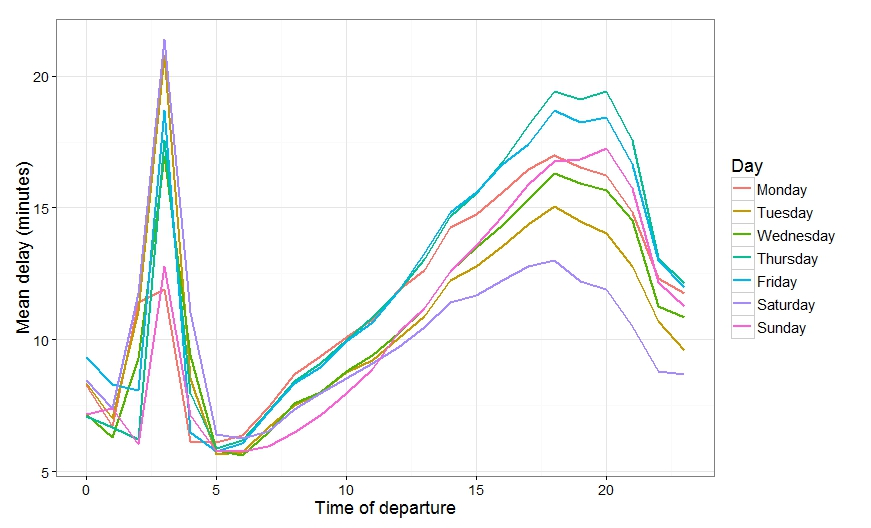 Mean delay (minutes)
20
15
10
5
0
5
10
15
20
Time of departure
Day
Monday
Tuesday
Wednesday
Thursday
Friday
Saturday
Sunday